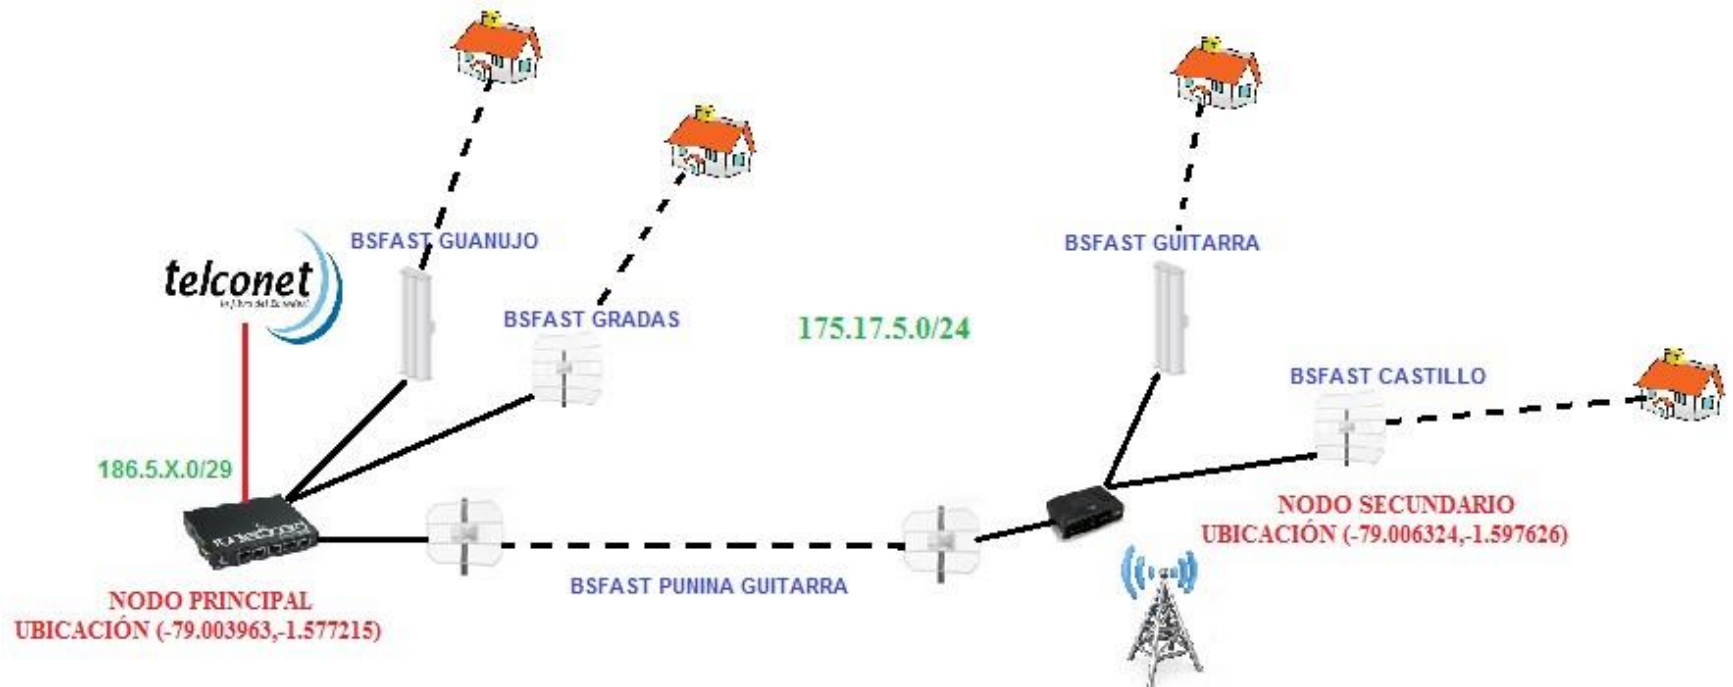 BSFAST GUANUJO
telconet
BSFAST GRADAS
175.17.5.0/24
BSFAST GUITARRA
BSFAST CASTILLO
186.5.X.0/29
NODO PRINCIPAL
UBICACIÓN (-79.003963,-1.577215)
BSFAST PUNINA GUITARRA
NODO SECUNDARIO
UBICACIÓN (-79.006324,-1.597626)